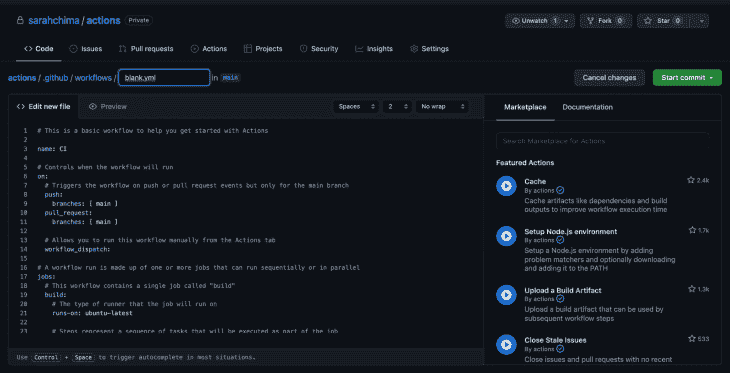 sarahchima / actions Private
Unwatch 1
Fork 0
Star 0
Code
Issues
Pull requests
Actions
Projects
Security
Insights
Settings
actions / .github / workflows / blank.yml in main
Cancel changes
Start commit
Edit new file
Preview
Spaces
2
No wrap
1 # This is a basic workflow to help you get started with Actions
2
3 name: CI
4
5 # Controls when the workflow will run
6 on:
7 # Triggers the workflow on push or pull request events but only for the main branch
8 push:
9 branches: [ main ]
10 pull_request:
11 branches: [ main ]
12
13 # Allows you to run this workflow manually from the Actions tab
14 workflow_dispatch:
15
16 # A workflow run is made up of one or more jobs that can run sequentially or in parallel
17 jobs:
18 # This workflow contains a single job called "build"
19 build:
20 # The type of runner that the job will run on
21 runs-on: ubuntu-latest
22
23 # Steps represent a sequence of tasks that will be executed as part of the job
Use Control + Space to trigger autocomplete in most situations.
Marketplace
Documentation
Search Marketplace for Actions
Featured Actions
Cache 2.4k
By actions
Cache artifacts like dependencies and build
outputs to improve workflow execution time
Setup Node.js environment 1.7k
By actions
Setup a Node.js environment by adding
problem matchers and optionally downloading
and adding it to the PATH
Upload a Build Artifact 1.3k
By actions
Upload a build artifact that can be used by
subsequent workflow steps
Close Stale Issues 533
By actions
Close issues and pull requests with no recent